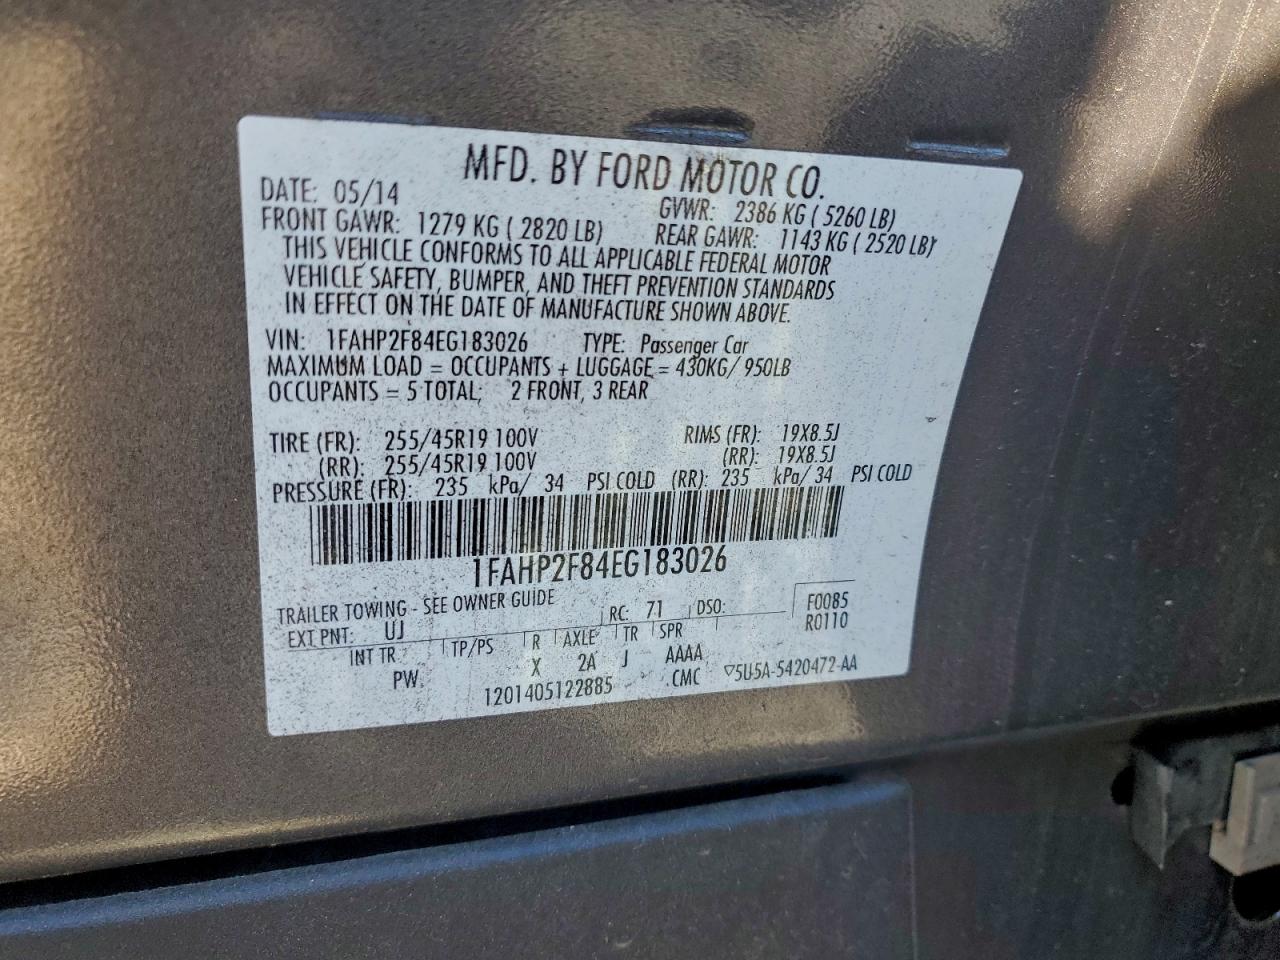 MFD. BY FORD MOTOR CO.
DATE: 05/14 GVWR: 2386 KG ( 5260 LB)
FRONT GAWR: 1279 KG ( 2820 LB) REAR GAWR: 1143 KG ( 2520 LB)
THIS VEHICLE CONFORMS TO ALL APPLICABLE FEDERAL MOTOR
VEHICLE SAFETY, BUMPER, AND THEFT PREVENTION STANDARDS
IN EFFECT ON THE DATE OF MANUFACTURE SHOWN ABOVE.
VIN: 1FAHP2F84EG183026 TYPE: Passenger Car
MAXIMUM LOAD = OCCUPANTS + LUGGAGE = 430KG/ 950LB
OCCUPANTS = 5 TOTAL; 2 FRONT, 3 REAR
TIRE (FR): 255/45R19 100V RIMS (FR): 19X8.5J
(RR): 255/45R19 100V (RR): 19X8.5J
PRESSURE (FR): 235 kPa/ 34 PSI COLD (RR): 235 kPa/ 34 PSI COLD
1FAHP2F84EG183026
TRAILER TOWING - SEE OWNER GUIDE
EXT PNT: UJ RC: 71 DSO: F0085
R0110
INT TR TP/PS R AXLE TR SPR
PW X 2A J AAAA
1201405122885 CMC ▽5U5A-5420472-AA